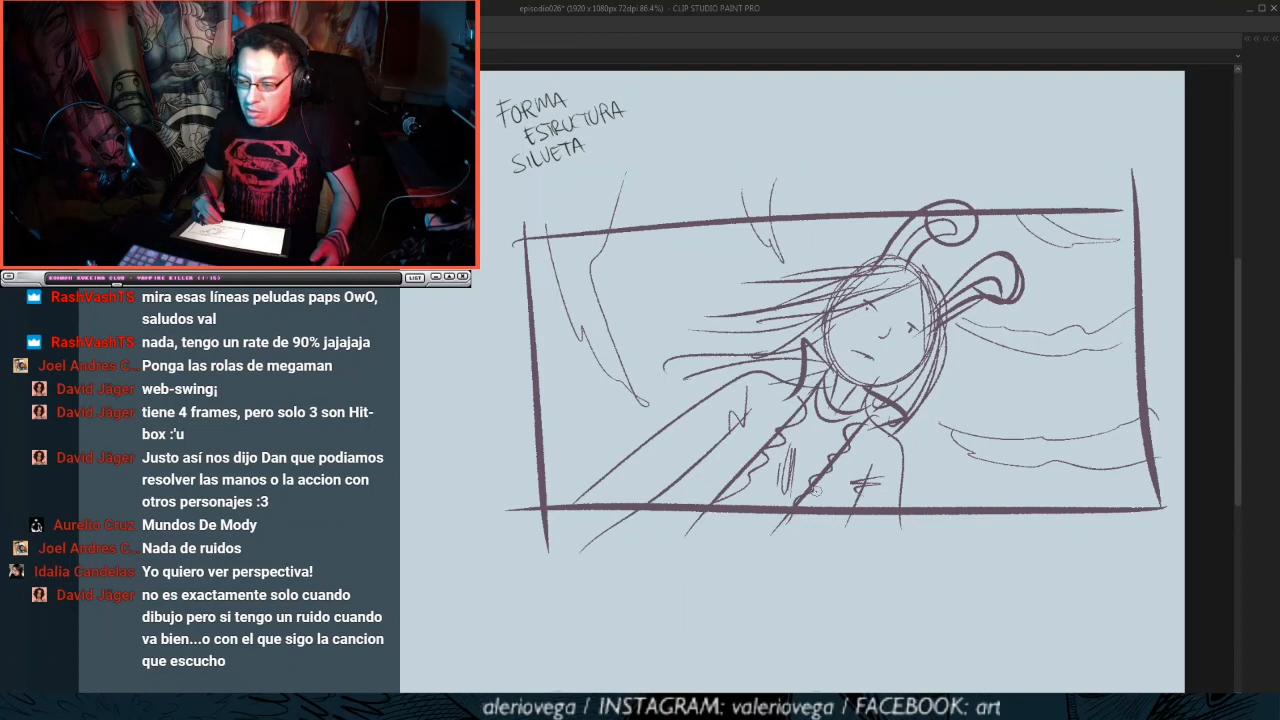 episodio026* (1920 x 1080px 72dpi 86.4%) - CLIP STUDIO PAINT PRO
FORMA
ESTRUCTURA
SILUETA
LIST
RashVashTS mira esas líneas peludas paps OwO,
saludos val
RashVashTS nada, tengo un rate de 90% jajajaja
Joel Andres C... Ponga las rolas de megaman
David Jäger web-swing¡
David Jäger tiene 4 frames, pero solo 3 son Hit-
box :'u
David Jäger Justo así nos dijo Dan que podiamos
resolver las manos o la accion con
otros personajes :3
Aurelio Cruz Mundos De Mody
Joel Andres C... Nada de ruidos
Idalia Candelas Yo quiero ver perspectiva!
David Jäger no es exactamente solo cuando
dibujo pero si tengo un ruido cuando
va bien...o con el que sigo la cancion
que escucho
aleriovega / INSTAGRAM: valeriovega / FACEBOOK: art